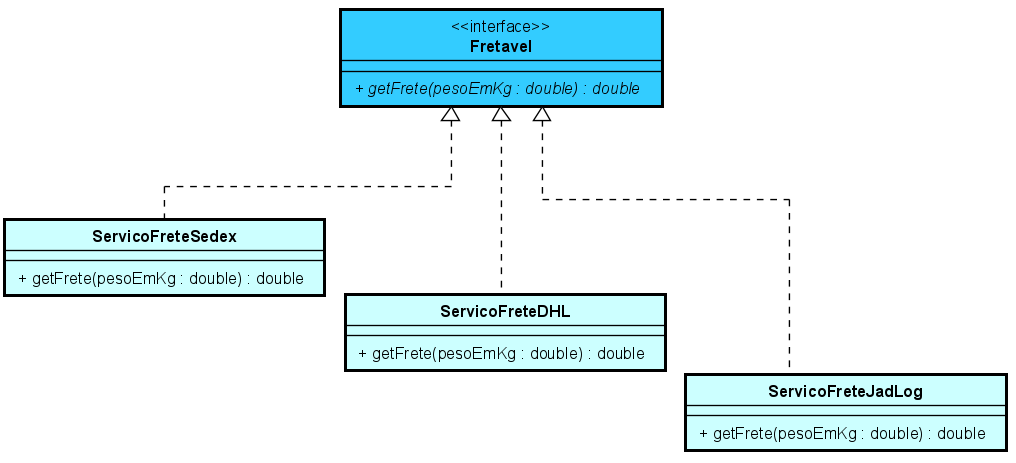 <<interface>>
Fretavel
+ getFrete(pesoEmKg : double) : double
ServicoFreteSedex
+ getFrete(pesoEmKg : double) : double
ServicoFreteDHL
+ getFrete(pesoEmKg : double) : double
ServicoFreteJadLog
+ getFrete(pesoEmKg : double) : double